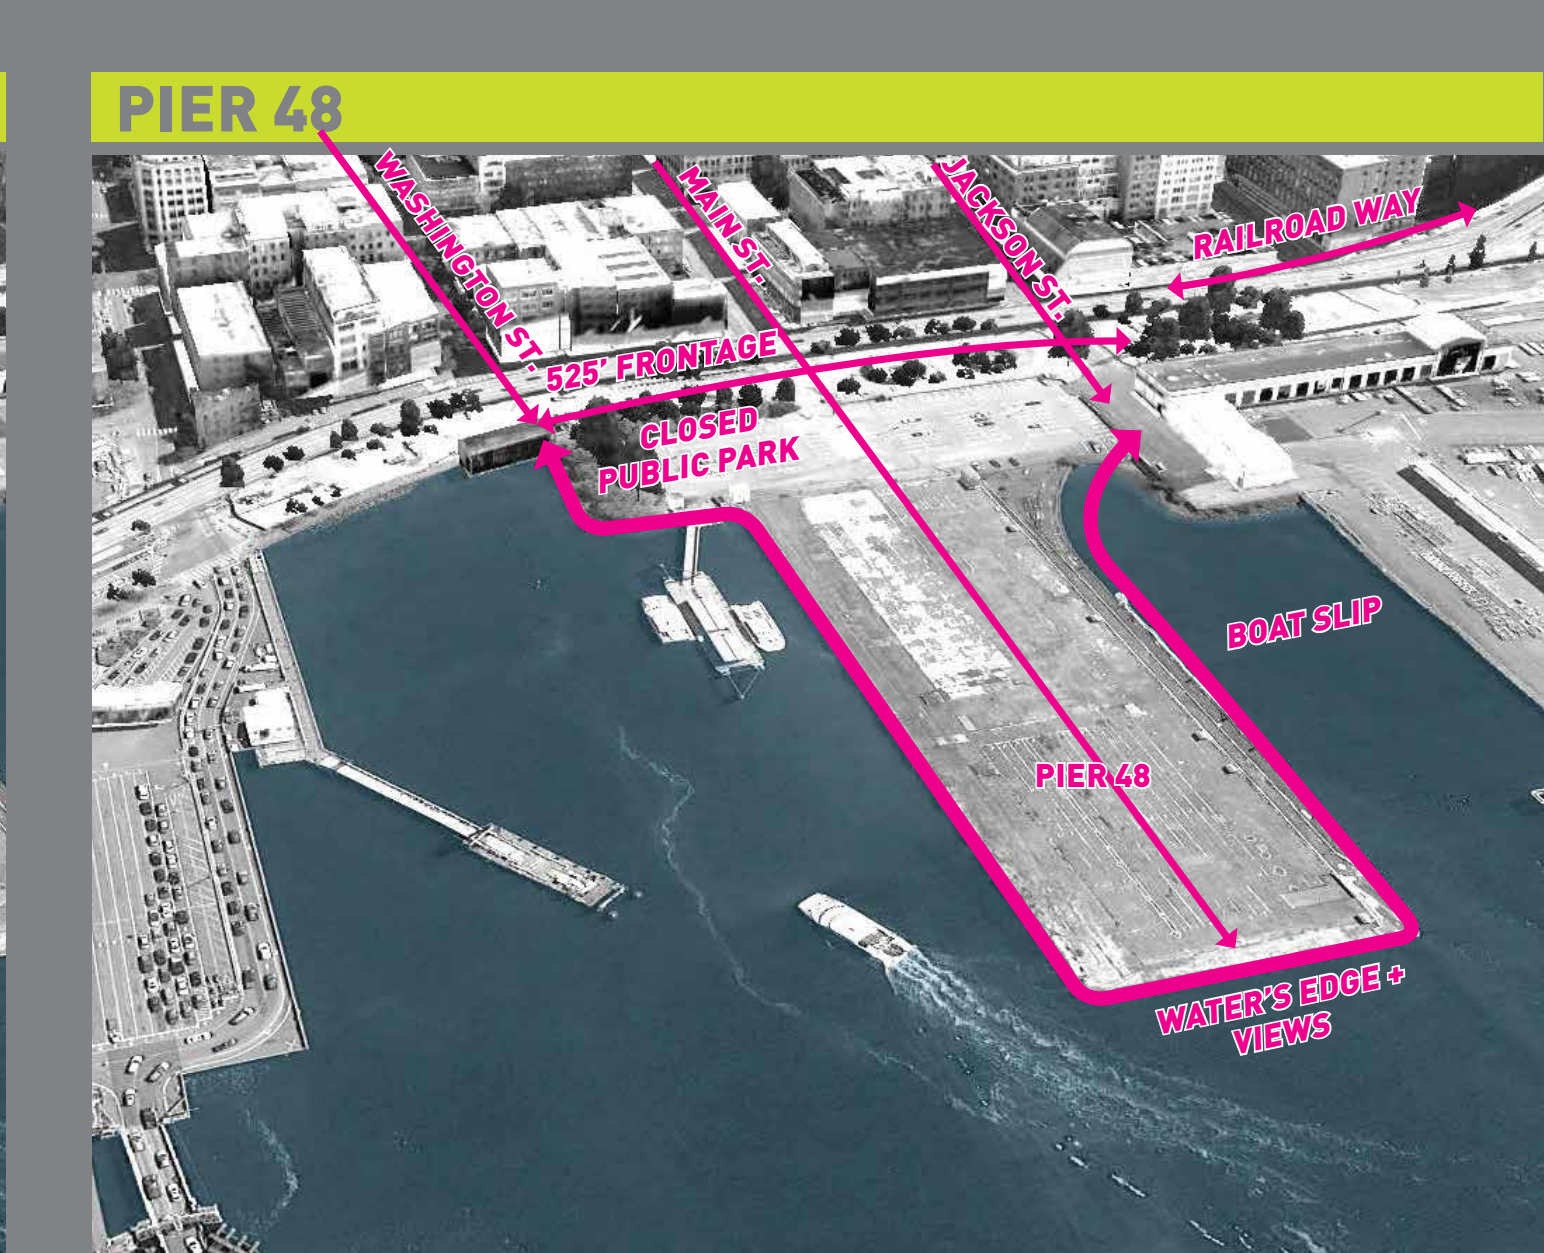 PIER 48
WASHINGTON ST.
MAIN ST.
JACKSON ST.
RAILROAD WAY
525’ FRONTAGE
CLOSED
PUBLIC PARK
BOAT SLIP
PIER 48
WATER’S EDGE +
VIEWS